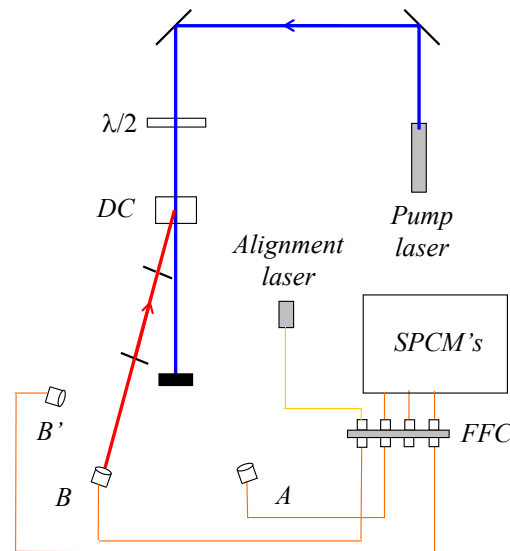 λ/2
DC
Pump
laser
Alignment
laser
SPCM's
FFC
B'
B
A